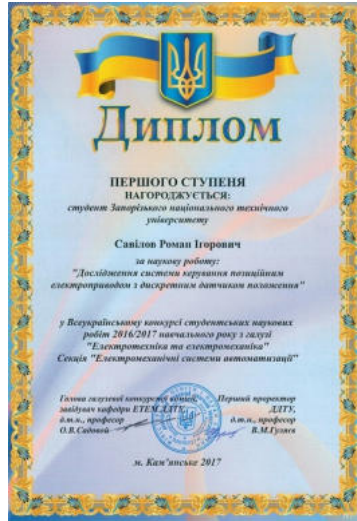 Диплом
ПЕРШОГО СТУПЕНЯ
НАГОРОДЖУЄТЬСЯ:
студент Запорізького національного технічного
університету
Савілов Роман Ігорович
за наукову роботу:
"Дослідження системи керування позиційним
електроприводом з дискретним датчиком положення"
у Всеукраїнському конкурсі студентських наукових
робіт 2016/2017 навчального року з галузі
"Електротехніка та електромеханіка"
Секція "Електромеханічні системи автоматизації"
Голова галузевої конкурсної комісії,
завідувач кафедри ЕТЕМ ДДТУ,
д.т.н., професор
О.В.Садовой
Перший проректор
ДДТУ,
д.т.н., професор
В.М.Гуляєв
м. Кам'янське 2017